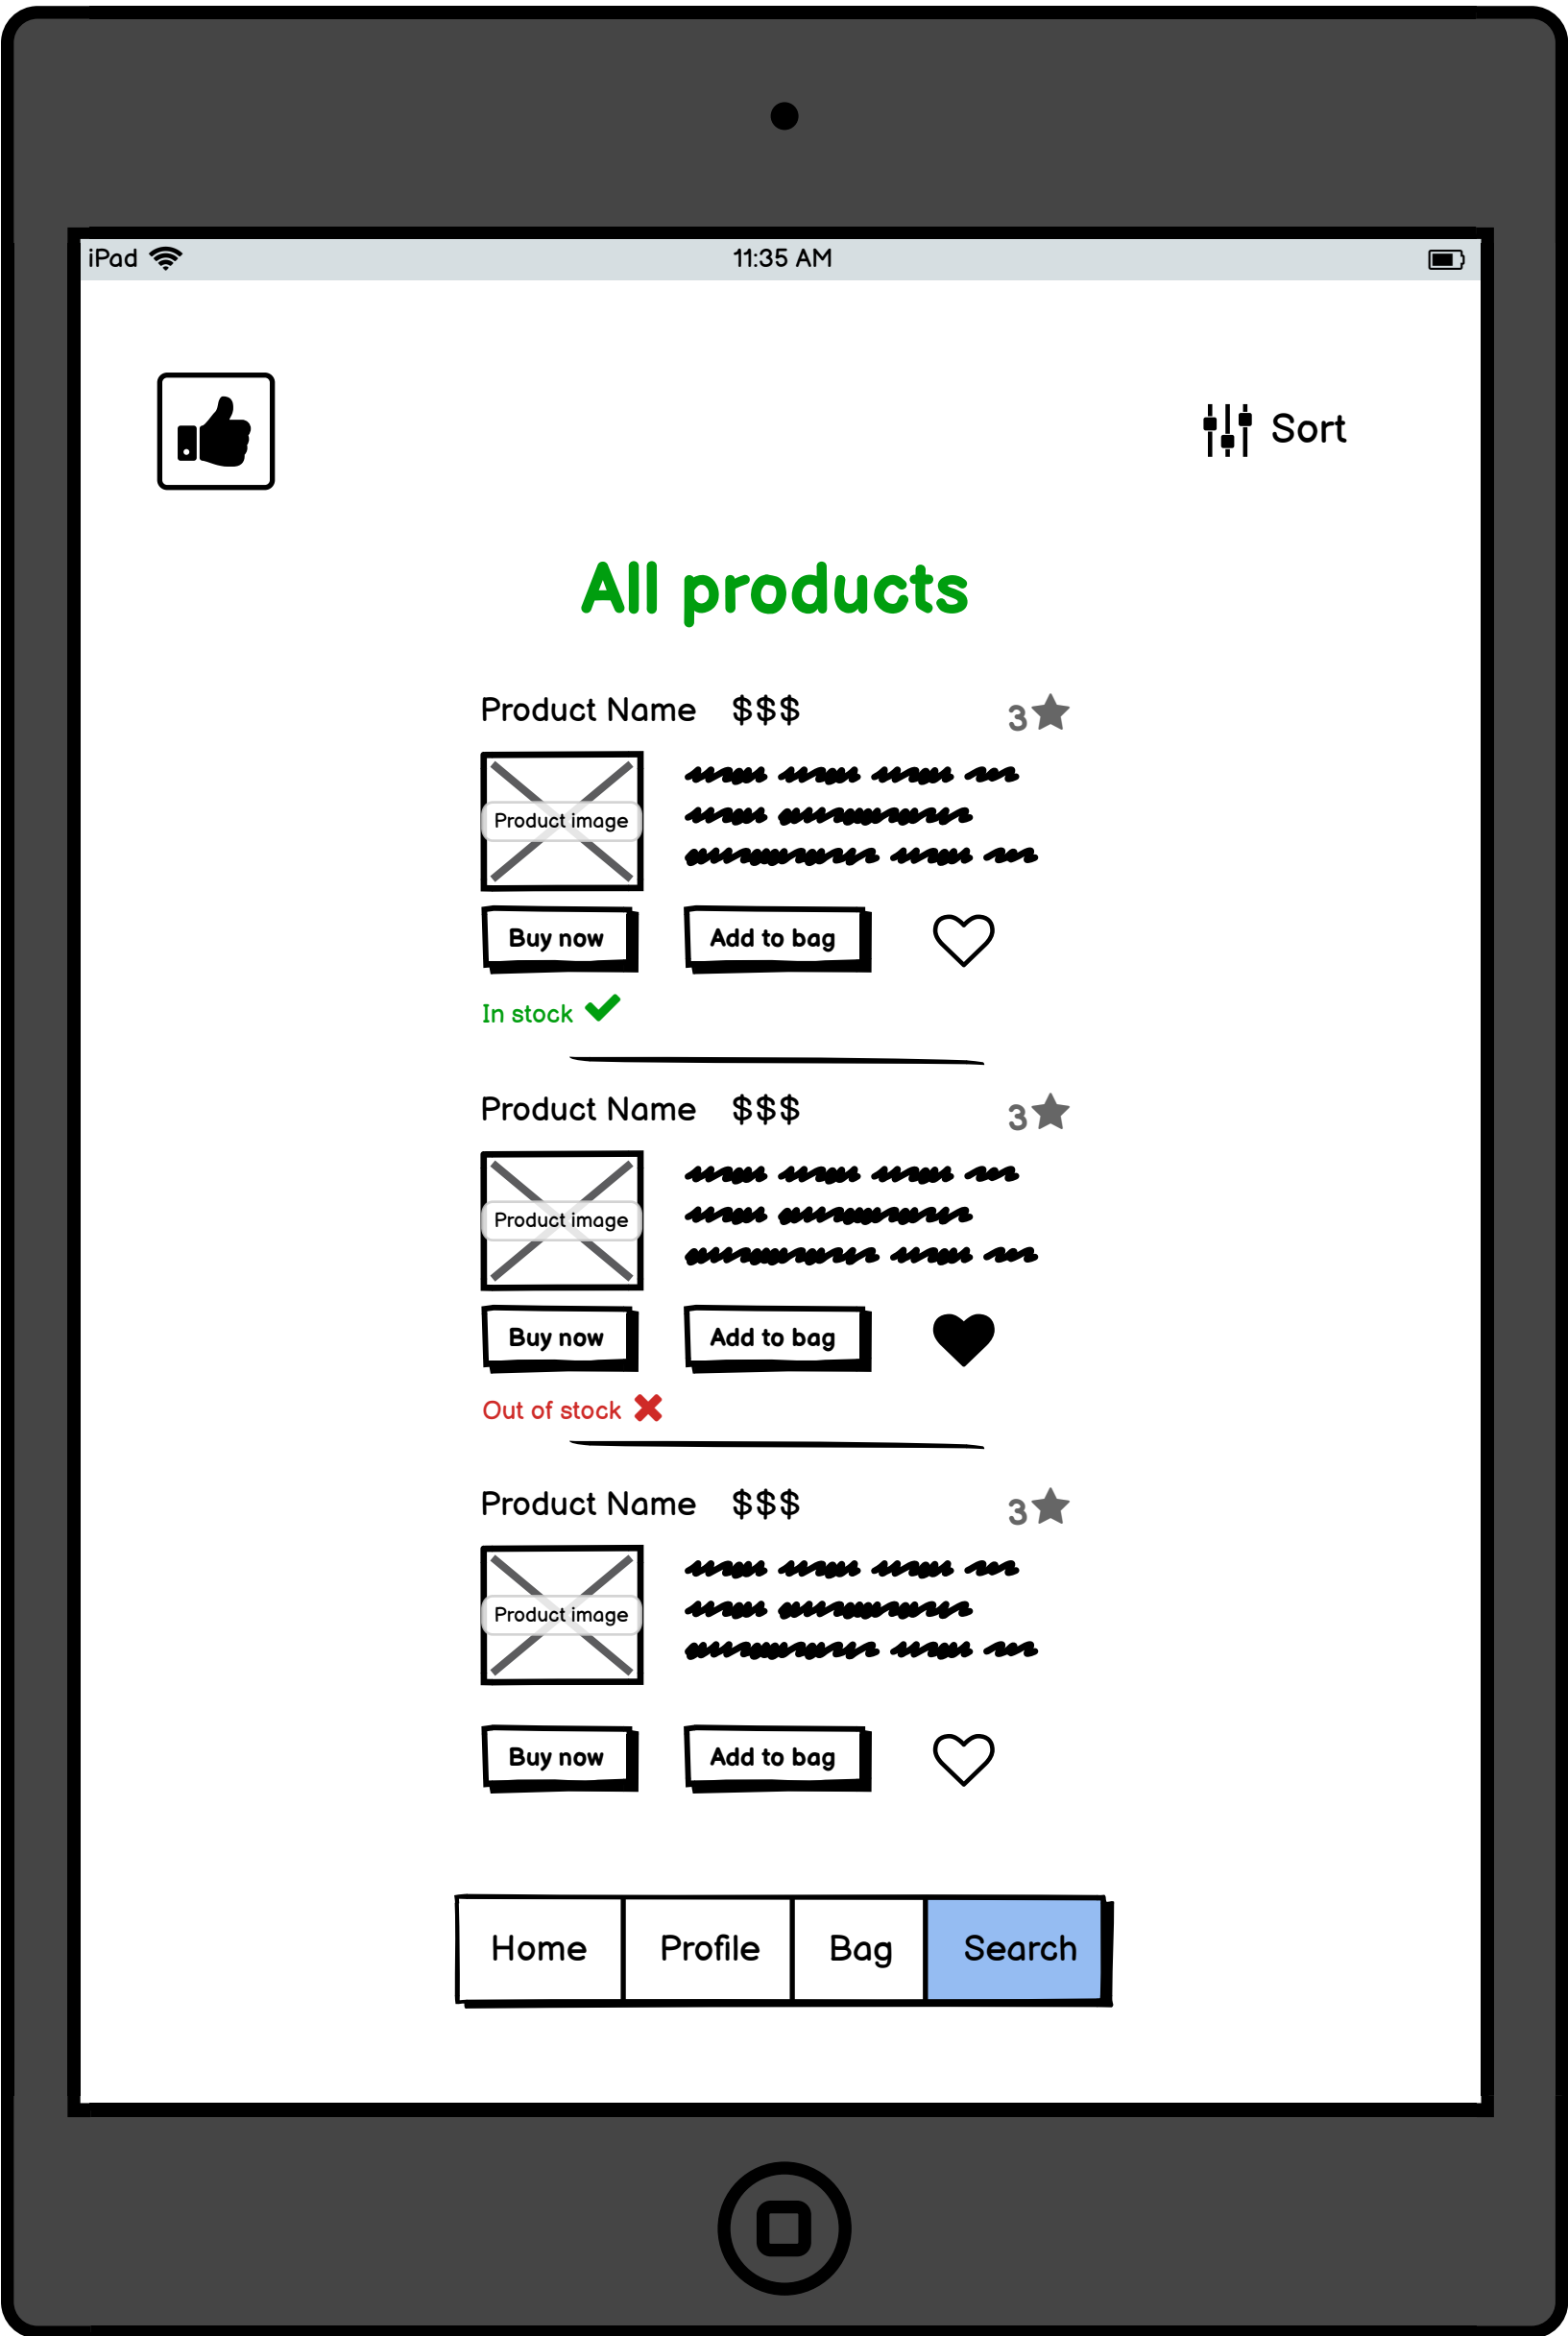 iPad 11:35 AM
Sort
All products
Product Name $$$ 3
Product image
Buy now Add to bag
In stock
Product Name $$$ 3
Product image
Buy now Add to bag
Out of stock
Product Name $$$ 3
Product image
Buy now Add to bag
Home Profile Bag Search